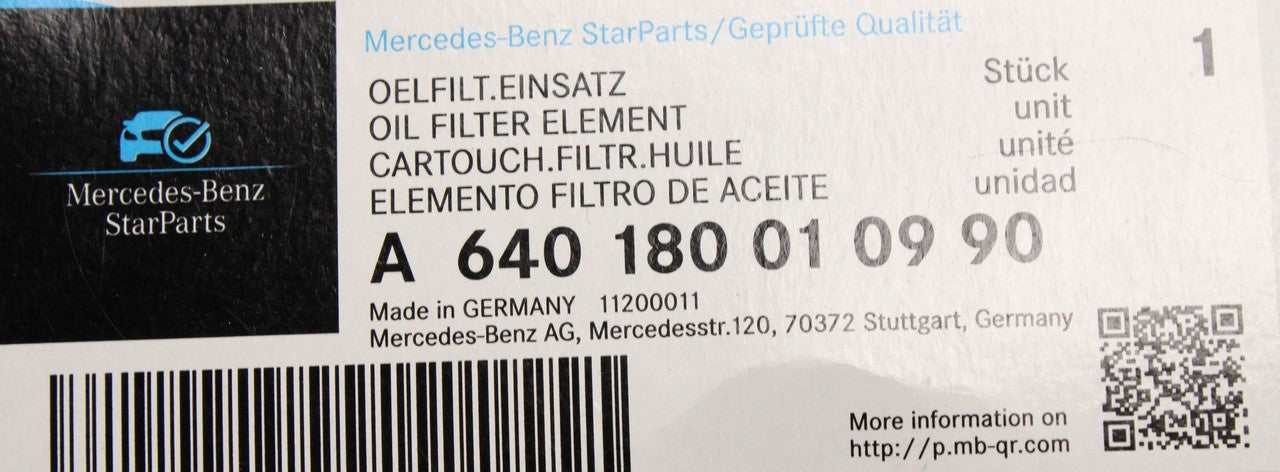 Mercedes-Benz
StarParts
Mercedes-Benz StarParts/Geprüfte Qualität
OELFILT.EINSATZ Stück 1
OIL FILTER ELEMENT unit
CARTOUCH.FILTR.HUILE unité
ELEMENTO FILTRO DE ACEITE unidad
A 640 180 01 09 90
Made in GERMANY 11200011
Mercedes-Benz AG, Mercedesstr.120, 70372 Stuttgart, Germany
More information on
http://p.mb-qr.com